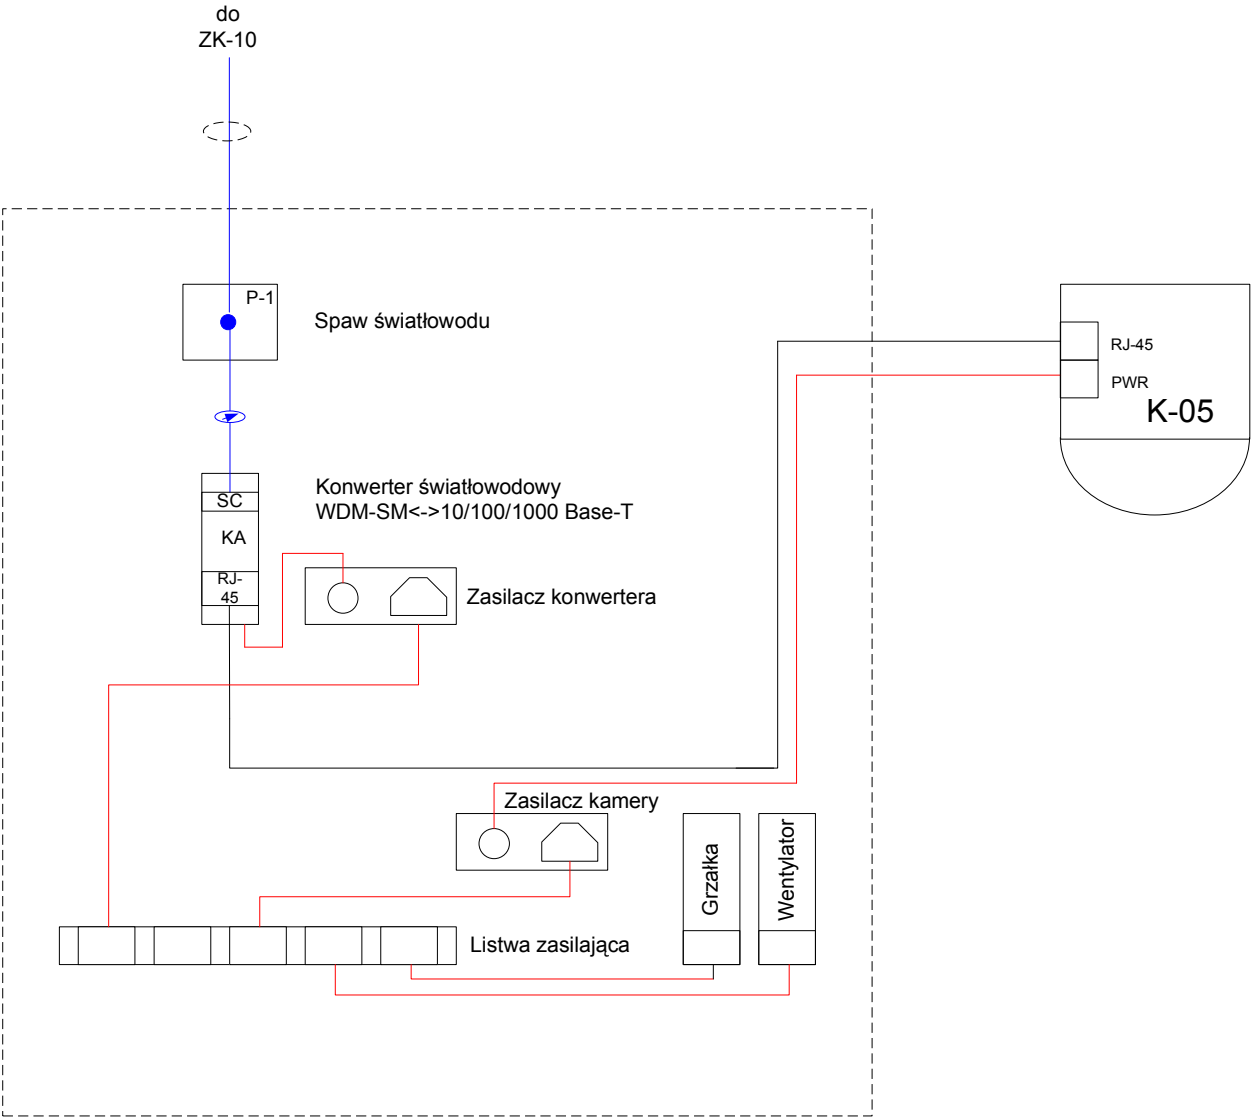 do
ZK-10
P-1
Spaw światłowodu
RJ-45
PWR
K-05
SC
KA
RJ-
45
Konwerter światłowodowy
WDM-SM<->10/100/1000 Base-T
Zasilacz konwertera
Zasilacz kamery
Grzałka
Wentylator
Listwa zasilająca